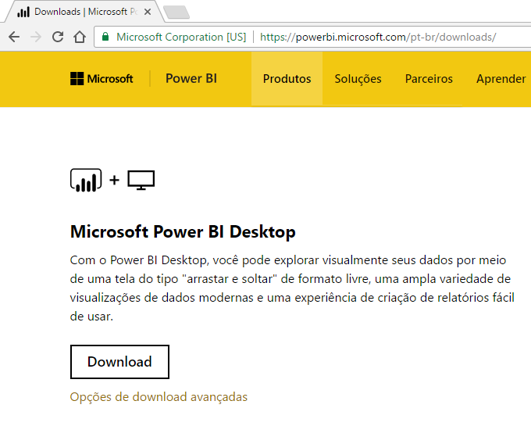 Downloads | Microsoft P
Microsoft Corporation [US] | https://powerbi.microsoft.com/pt-br/downloads/
Microsoft | Power BI Produtos Soluções Parceiros Aprender
Microsoft Power BI Desktop
Com o Power BI Desktop, você pode explorar visualmente seus dados por meio
de uma tela do tipo "arrastar e soltar" de formato livre, uma ampla variedade de
visualizações de dados modernas e uma experiência de criação de relatórios fácil
de usar.
Download
Opções de download avançadas